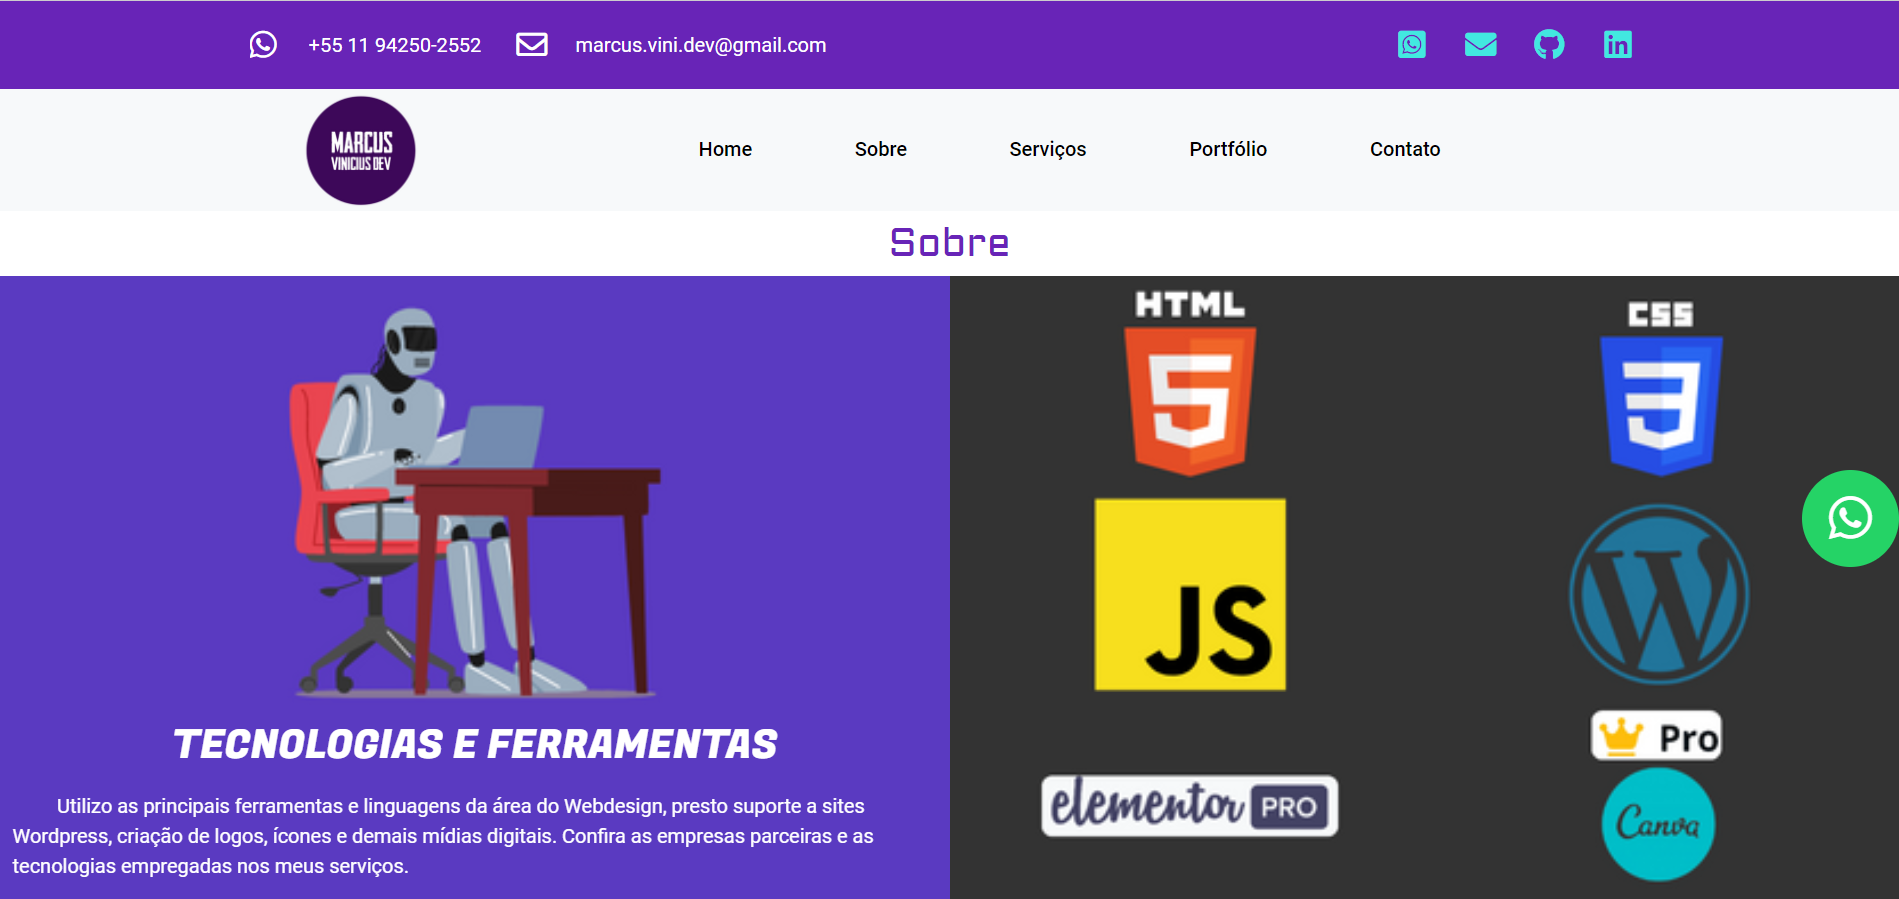 +55 11 94250-2552
marcus.vini.dev@gmail.com
MARCUS
VINICIUS DEV
Home
Sobre
Serviços
Portfólio
Contato
Sobre
HTML
5
CSS
3
JS
W
TECNOLOGIAS E FERRAMENTAS
Pro
elementor PRO
Canva
Utilizo as principais ferramentas e linguagens da área do Webdesign, presto suporte a sites
Wordpress, criação de logos, ícones e demais mídias digitais. Confira as empresas parceiras e as
tecnologias empregadas nos meus serviços.